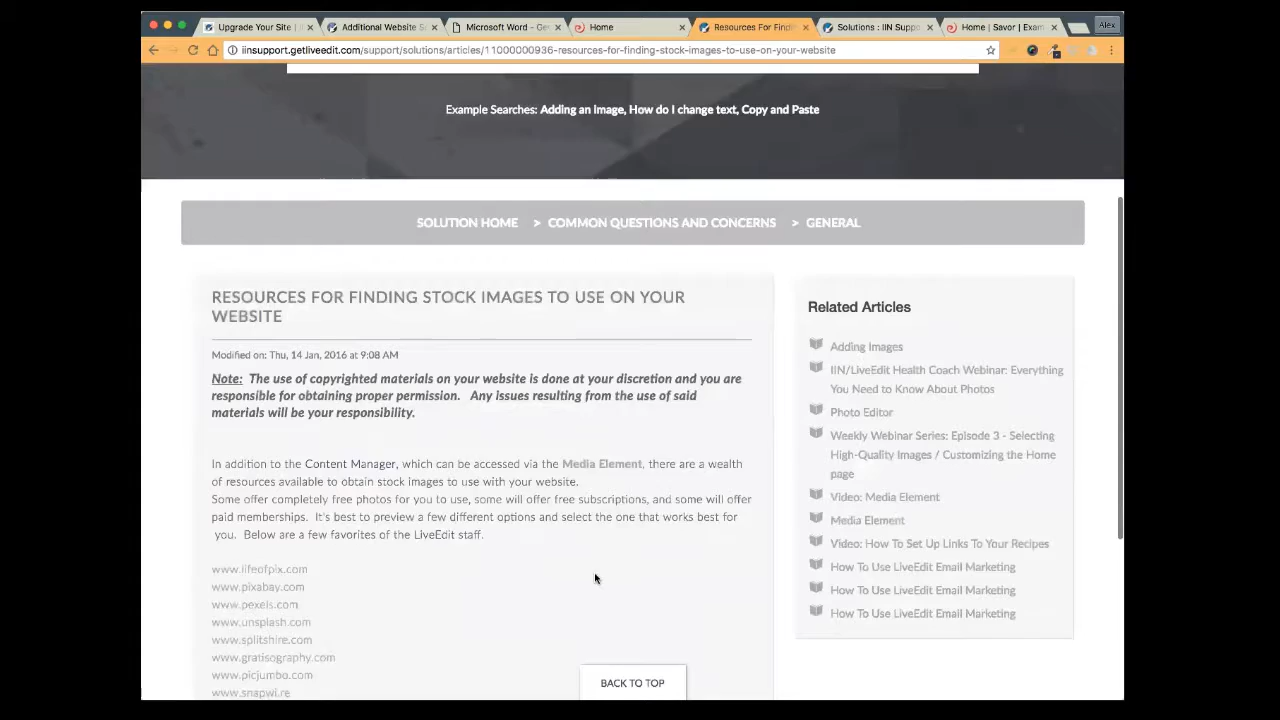 Upgrade Your Site | II
Additional Website S
Microsoft Word - Ge
Home
Resources For Findin
Solutions : IIN Suppo
Home | Savor | Exam
Alex
iinsupport.getliveedit.com/support/solutions/articles/11000000936-resources-for-finding-stock-images-to-use-on-your-website
Example Searches: Adding an Image, How do I change text, Copy and Paste
SOLUTION HOME > COMMON QUESTIONS AND CONCERNS > GENERAL
RESOURCES FOR FINDING STOCK IMAGES TO USE ON YOUR
WEBSITE
Modified on: Thu, 14 Jan, 2016 at 9:08 AM
Note: The use of copyrighted materials on your website is done at your discretion and you are
responsible for obtaining proper permission. Any issues resulting from the use of said
materials will be your responsibility.
In addition to the Content Manager, which can be accessed via the Media Element, there are a wealth
of resources available to obtain stock images to use with your website.
Some offer completely free photos for you to use, some will offer free subscriptions, and some will offer
paid memberships. It's best to preview a few different options and select the one that works best for
you. Below are a few favorites of the LiveEdit staff.
www.lifeofpix.com
www.pixabay.com
www.pexels.com
www.unsplash.com
www.splitshire.com
www.gratisography.com
www.picjumbo.com
www.snapwi.re
BACK TO TOP
Related Articles
Adding Images
IIN/LiveEdit Health Coach Webinar: Everything
You Need to Know About Photos
Photo Editor
Weekly Webinar Series: Episode 3 - Selecting
High-Quality Images / Customizing the Home
page
Video: Media Element
Media Element
Video: How To Set Up Links To Your Recipes
How To Use LiveEdit Email Marketing
How To Use LiveEdit Email Marketing
How To Use LiveEdit Email Marketing